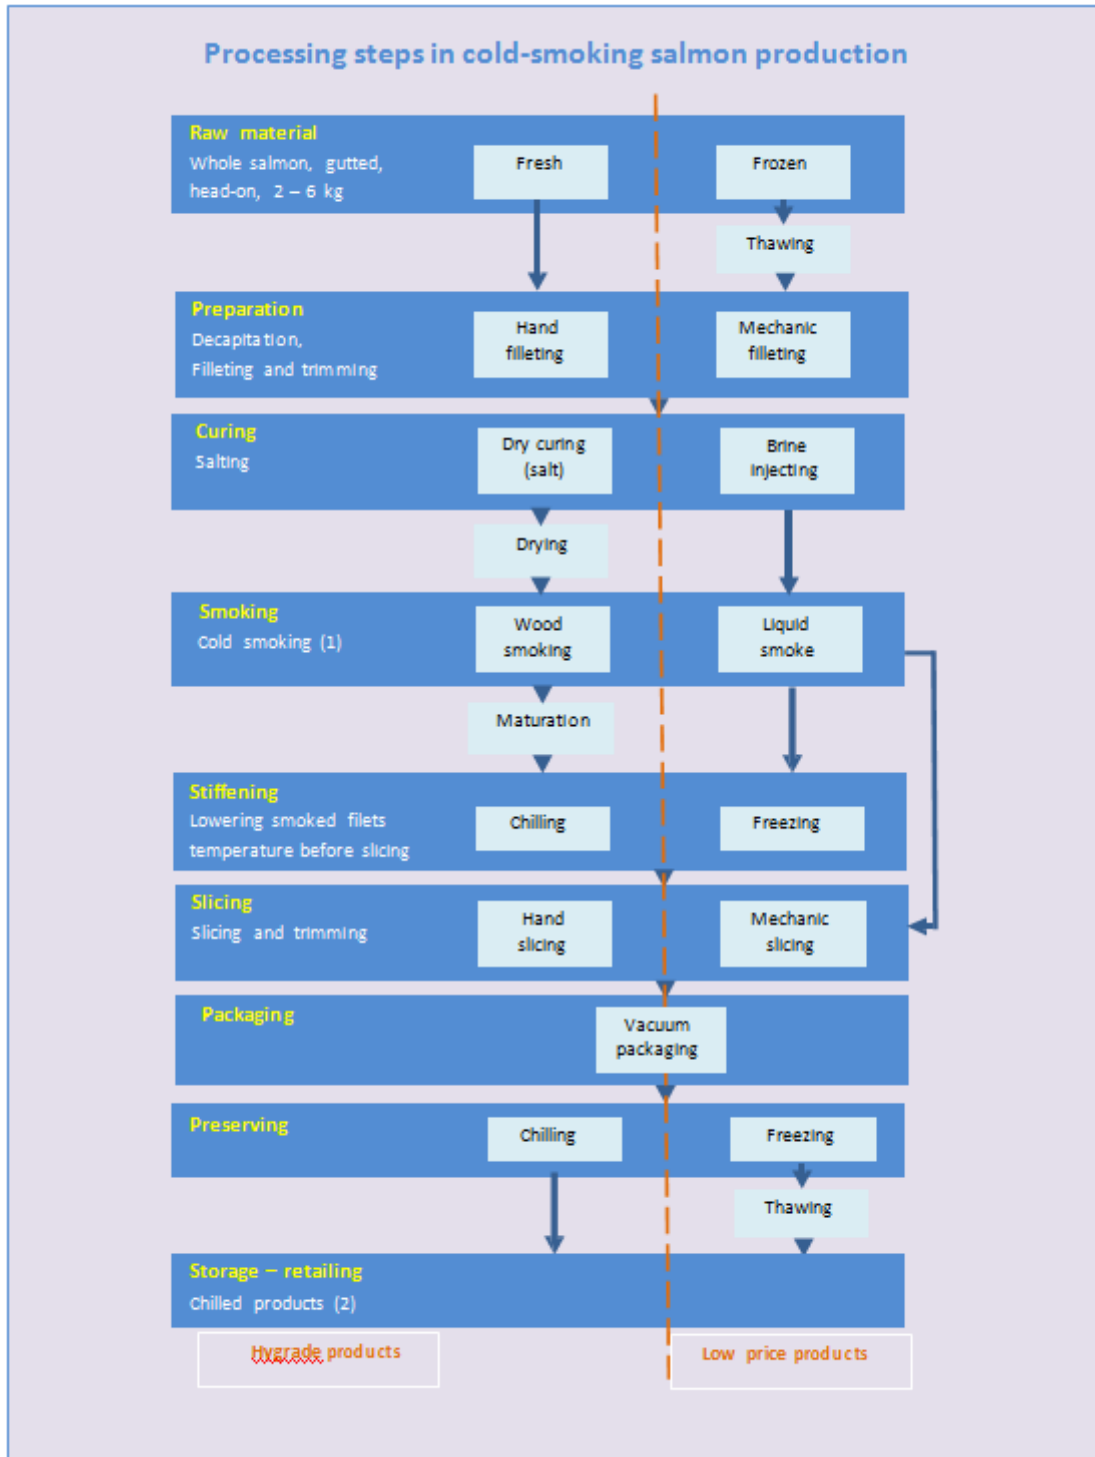 Processing steps in cold-smoking salmon production
Raw material
Whole salmon, gutted,
head-on, 2 – 6 kg
Fresh
Frozen
Thawing
Preparation
Decapitation,
Filleting and trimming
Hand
filleting
Mechanic
filleting
Curing
Salting
Dry curing
(salt)
Brine
injecting
Drying
Smoking
Cold smoking (1)
Wood
smoking
Liquid
smoke
Maturation
Stiffening
Lowering smoked filets
temperature before slicing
Chilling
Freezing
Slicing
Slicing and trimming
Hand
slicing
Mechanic
slicing
Packaging
Vacuum
packaging
Preserving
Chilling
Freezing
Thawing
Storage – retailing
Chilled products (2)
Hygrade products
Low price products